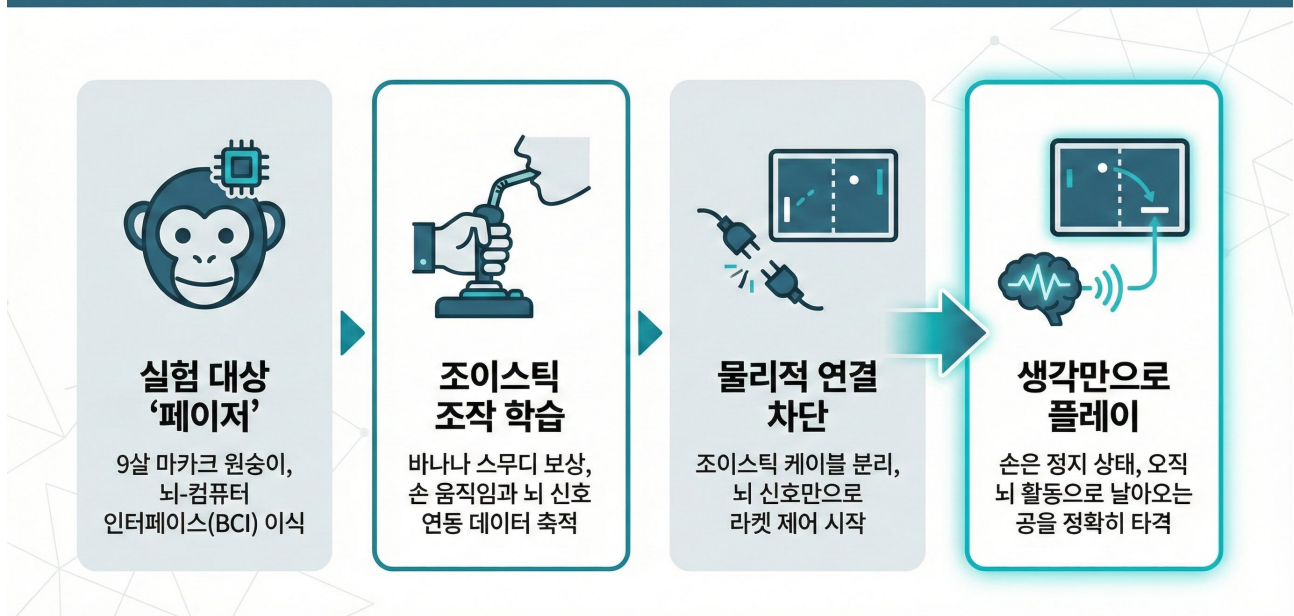 실험 대상
‘페이저’
9살 마카크 원숭이,
뇌-컴퓨터
인터페이스(BCI) 이식
조이스틱
조작 학습
바나나 스무디 보상,
손 움직임과 뇌 신호
연동 데이터 축적
물리적 연결
차단
조이스틱 케이블 분리,
뇌 신호만으로
라켓 제어 시작
생각만으로
플레이
손은 정지 상태, 오직
뇌 활동으로 날아오는
공을 정확히 타격